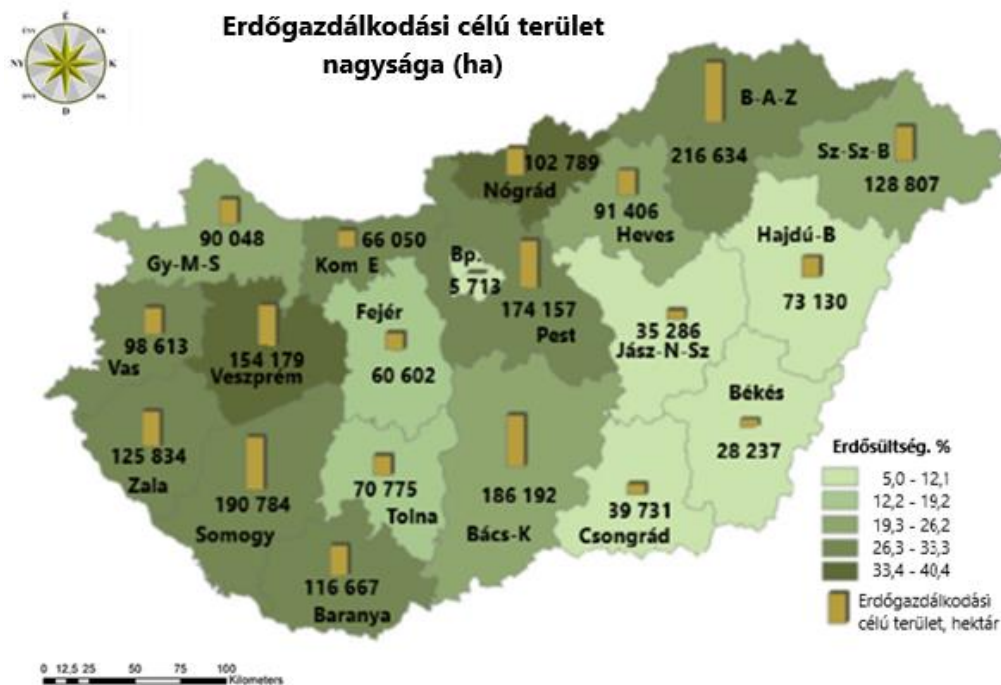 Erdőgazdálkodási célú terület
nagysága (ha)
É
ÉNY
ÉK
NY
K
DNY
DK
D
B-A-Z
216 634
Sz-Sz-B
128 807
102 789
Nógrád
91 406
Heves
Hajdú-B
73 130
90 048
Gy-M-S
66 050
Kom E
Bp.
5 713
174 157
Pest
Fejér
60 602
35 286
Jász-N-Sz
98 613
Vas
154 179
Veszprém
Békés
28 237
125 834
Zala
190 784
Somogy
70 775
Tolna
186 192
Bács-K
39 731
Csongrád
116 667
Baranya
Erdősültség. %
5,0 - 12,1
12,2 - 19,2
19,3 - 26,2
26,3 - 33,3
33,4 - 40,4
Erdőgazdálkodási
célú terület, hektár
0 12,5 25 50 75 100
Kilometers